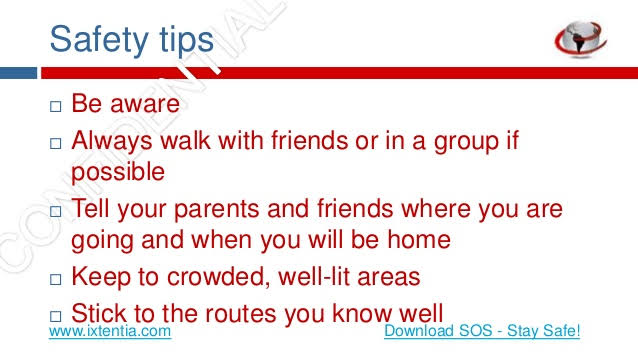 Safety tips
CONFIDENTIAL
Be aware
Always walk with friends or in a group if
possible
Tell your parents and friends where you are
going and when you will be home
Keep to crowded, well-lit areas
Stick to the routes you know well
www.ixtentia.com
Download SOS - Stay Safe!